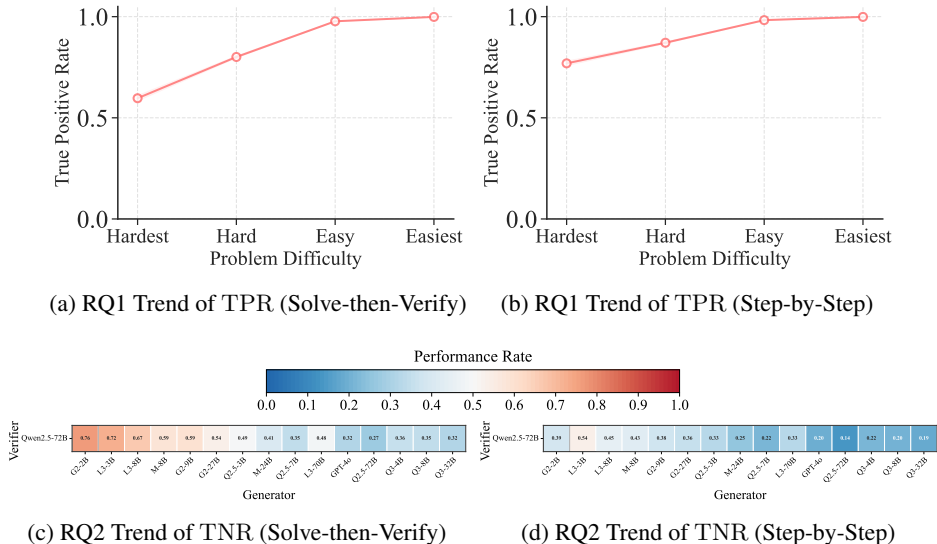 True Positive Rate
1.0
0.5
0.0
Hardest Hard Easy Easiest
Problem Difficulty
(a) RQ1 Trend of TPR (Solve-then-Verify)
True Positive Rate
1.0
0.5
0.0
Hardest Hard Easy Easiest
Problem Difficulty
(b) RQ1 Trend of TPR (Step-by-Step)
Performance Rate
0.0 0.1 0.2 0.3 0.4 0.5 0.6 0.7 0.8 0.9 1.0
Verifier
Qwen2.5-72B
0.76 0.72 0.67 0.59 0.59 0.54 0.49 0.41 0.35 0.48 0.32 0.27 0.36 0.35 0.32
G2-2B L3-3B L3-8B M-8B G2-9B G2-27B Q2.5-3B M-24B Q2.5-7B L3-70B GPT-4o Q2.5-72B Q3-4B Q3-8B Q3-32B
Generator
(c) RQ2 Trend of TNR (Solve-then-Verify)
Verifier
Qwen2.5-72B
0.39 0.54 0.45 0.43 0.38 0.36 0.33 0.25 0.22 0.33 0.20 0.14 0.22 0.20 0.19
G2-2B L3-3B L3-8B M-8B G2-9B G2-27B Q2.5-3B M-24B Q2.5-7B L3-70B GPT-4o Q2.5-72B Q3-4B Q3-8B Q3-32B
Generator
(d) RQ2 Trend of TNR (Step-by-Step)